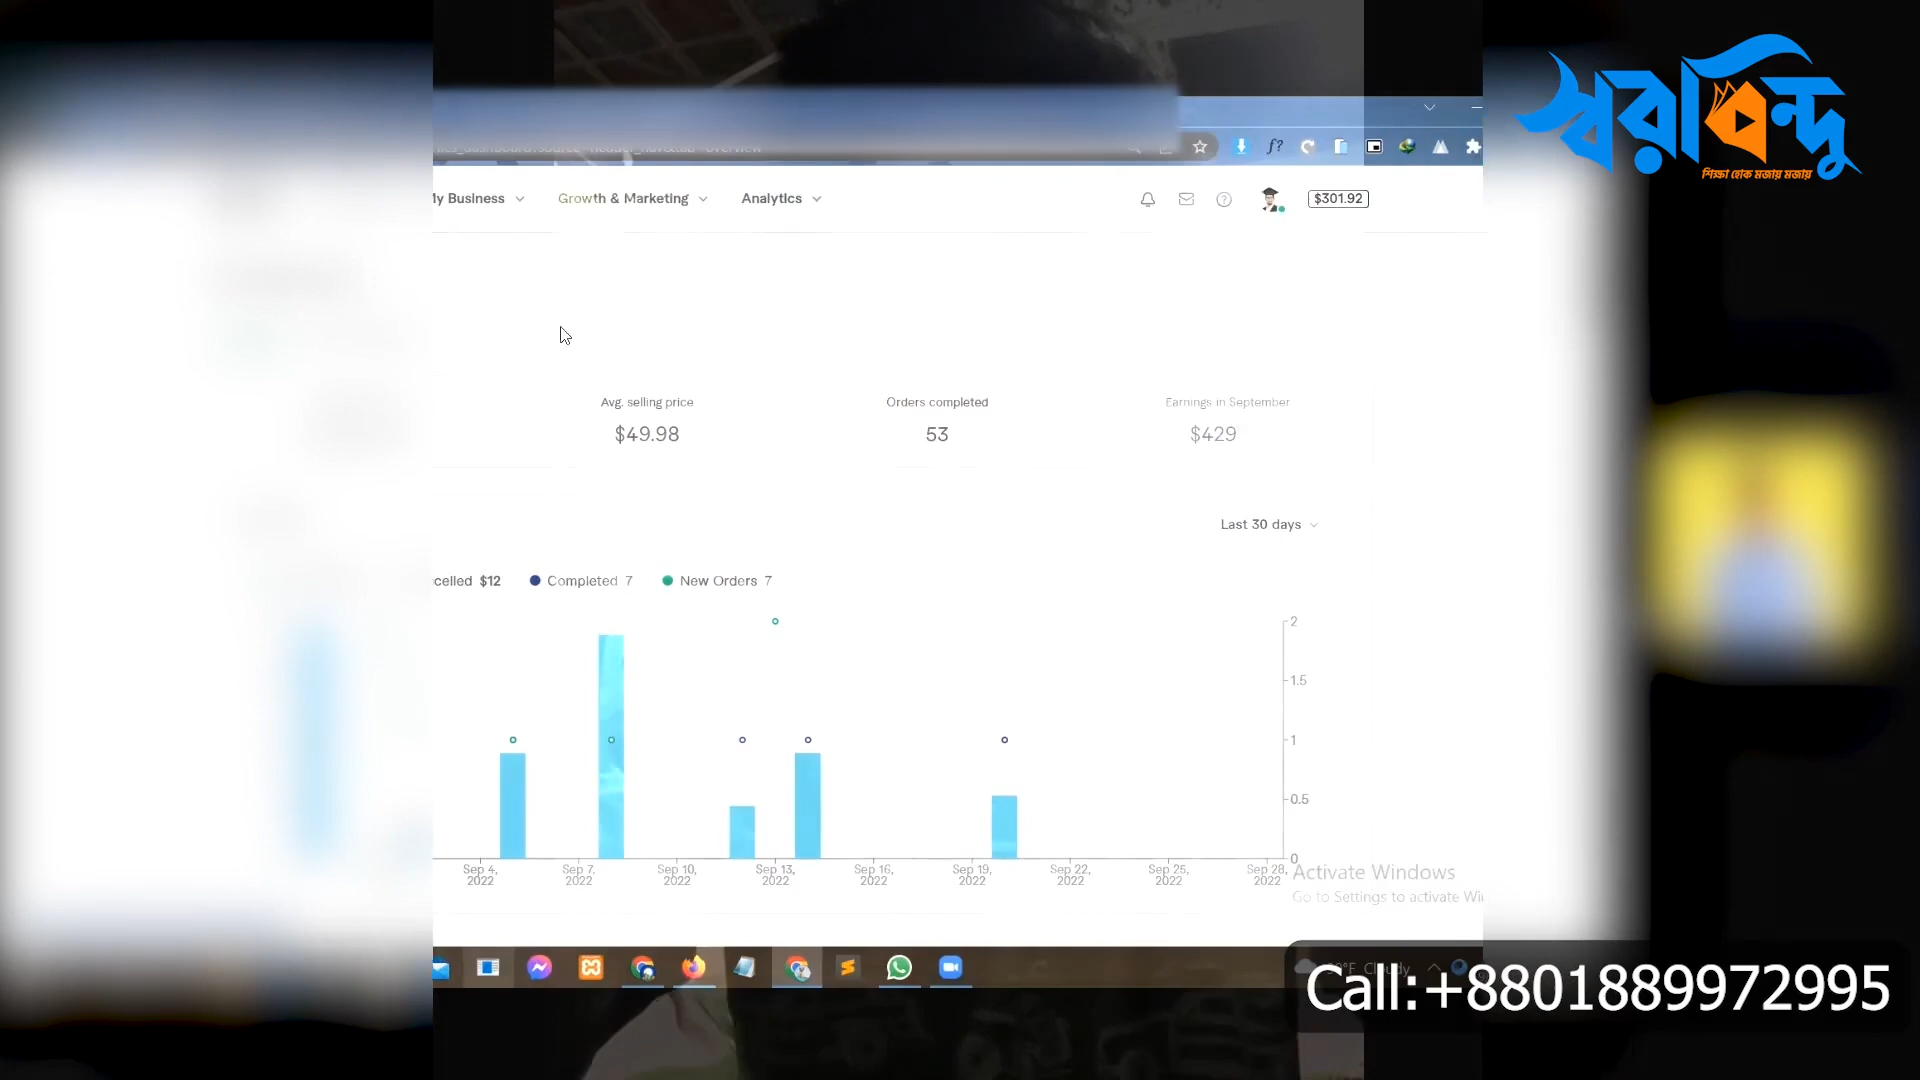 স্বরবিন্দু
শিক্ষা হোক মজায় মজায়
My Business
Growth & Marketing
Analytics
$301.92
Avg. selling price
Orders completed
Earnings in September
$49.98
53
$429
Last 30 days
celled $12
Completed 7
New Orders 7
2
1.5
1
0.5
0
Sep 4, 2022
Sep 7, 2022
Sep 10, 2022
Sep 13, 2022
Sep 16, 2022
Sep 19, 2022
Sep 22, 2022
Sep 25, 2022
Sep 28, 2022
Activate Windows
Go to Settings to activate Wi
Cloudy
Call:+8801889972995